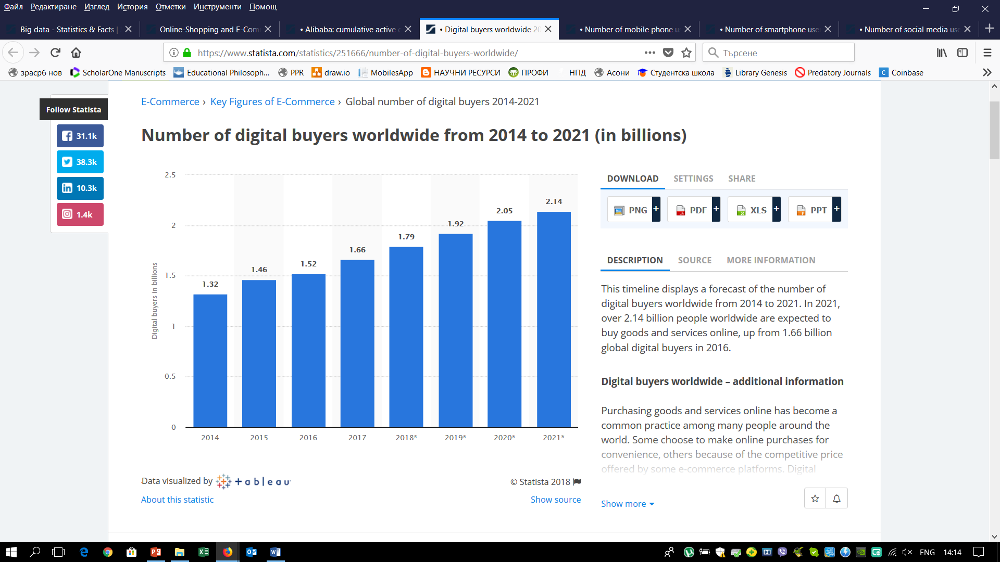 Файл Редактиране Изглед История Отметки Инструменти Помощ
Big data - Statistics & Facts |
Online-Shopping and E-Com
• Alibaba: cumulative active
• Digital buyers worldwide 20
• Number of mobile phone u
• Number of smartphone use
• Number of social media use
https://www.statista.com/statistics/251666/number-of-digital-buyers-worldwide/
Търсене
зрасрб нов ScholarOne Manuscripts Educational Philosoph... PPR draw.io MobilesApp НАУЧНИ РЕСУРСИ ПРОФИ НПД Асони Студентска школа Library Genesis Predatory Journals Coinbase
Follow Statista
31.1k
38.3k
10.3k
1.4k
E-Commerce › Key Figures of E-Commerce › Global number of digital buyers 2014-2021
Number of digital buyers worldwide from 2014 to 2021 (in billions)
Digital buyers in billions
2.5
2
1.5
1
0.5
0
1.32
1.46
1.52
1.66
1.79
1.92
2.05
2.14
2014 2015 2016 2017 2018* 2019* 2020* 2021*
Data visualized by +ableau
© Statista 2018
About this statistic
Show source
DOWNLOAD SETTINGS SHARE
PNG + PDF + XLS + PPT +
DESCRIPTION SOURCE MORE INFORMATION
This timeline displays a forecast of the number of
digital buyers worldwide from 2014 to 2021. In 2021,
over 2.14 billion people worldwide are expected to
buy goods and services online, up from 1.66 billion
global digital buyers in 2016.
Digital buyers worldwide – additional information
Purchasing goods and services online has become a
common practice among many people around the
world. Some choose to make online purchases for
convenience, others because of the competitive price
offered by some e-commerce platforms. Digital
Show more
ENG 14:14